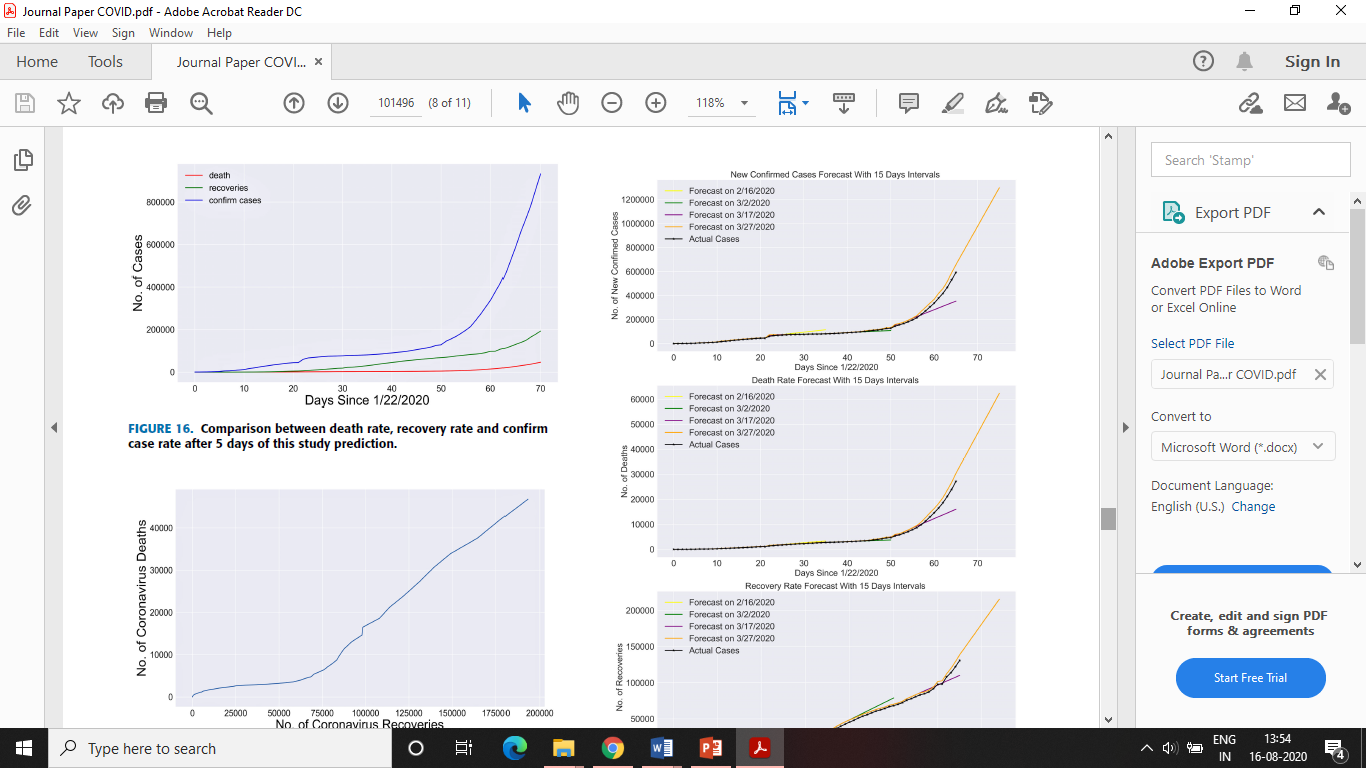 Journal Paper COVID.pdf - Adobe Acrobat Reader DC
File Edit View Sign Window Help
Home Tools Journal Paper COVI... ×
? Sign In
101496 (8 of 11) 118%
death
recoveries
confirm cases
No. of Cases
800000
600000
400000
200000
0
0 10 20 30 40 50 60 70
Days Since 1/22/2020
FIGURE 16. Comparison between death rate, recovery rate and confirm
case rate after 5 days of this study prediction.
No. of Coronavirus Deaths
40000
30000
20000
10000
0
0 25000 50000 75000 100000 125000 150000 175000 200000
No. of Coronavirus Recoveries
New Confirmed Cases Forecast With 15 Days Intervals
Forecast on 2/16/2020
Forecast on 3/2/2020
Forecast on 3/17/2020
Forecast on 3/27/2020
Actual Cases
No. of New Confirmed Cases
1200000
1000000
800000
600000
400000
200000
0
0 10 20 30 40 50 60 70
Days Since 1/22/2020
Death Rate Forecast With 15 Days Intervals
Forecast on 2/16/2020
Forecast on 3/2/2020
Forecast on 3/17/2020
Forecast on 3/27/2020
Actual Cases
No. of Deaths
60000
50000
40000
30000
20000
10000
0
0 10 20 30 40 50 60 70
Days Since 1/22/2020
Recovery Rate Forecast With 15 Days Intervals
Forecast on 2/16/2020
Forecast on 3/2/2020
Forecast on 3/17/2020
Forecast on 3/27/2020
Actual Cases
No. of Recoveries
200000
150000
100000
50000
Search 'Stamp'
Export PDF
Adobe Export PDF
Convert PDF Files to Word
or Excel Online
Select PDF File
Journal Pa...r COVID.pdf
Convert to
Microsoft Word (*.docx)
Document Language:
English (U.S.) Change
Create, edit and sign PDF
forms & agreements
Start Free Trial
Type here to search
ENG
IN
13:54
16-08-2020
4